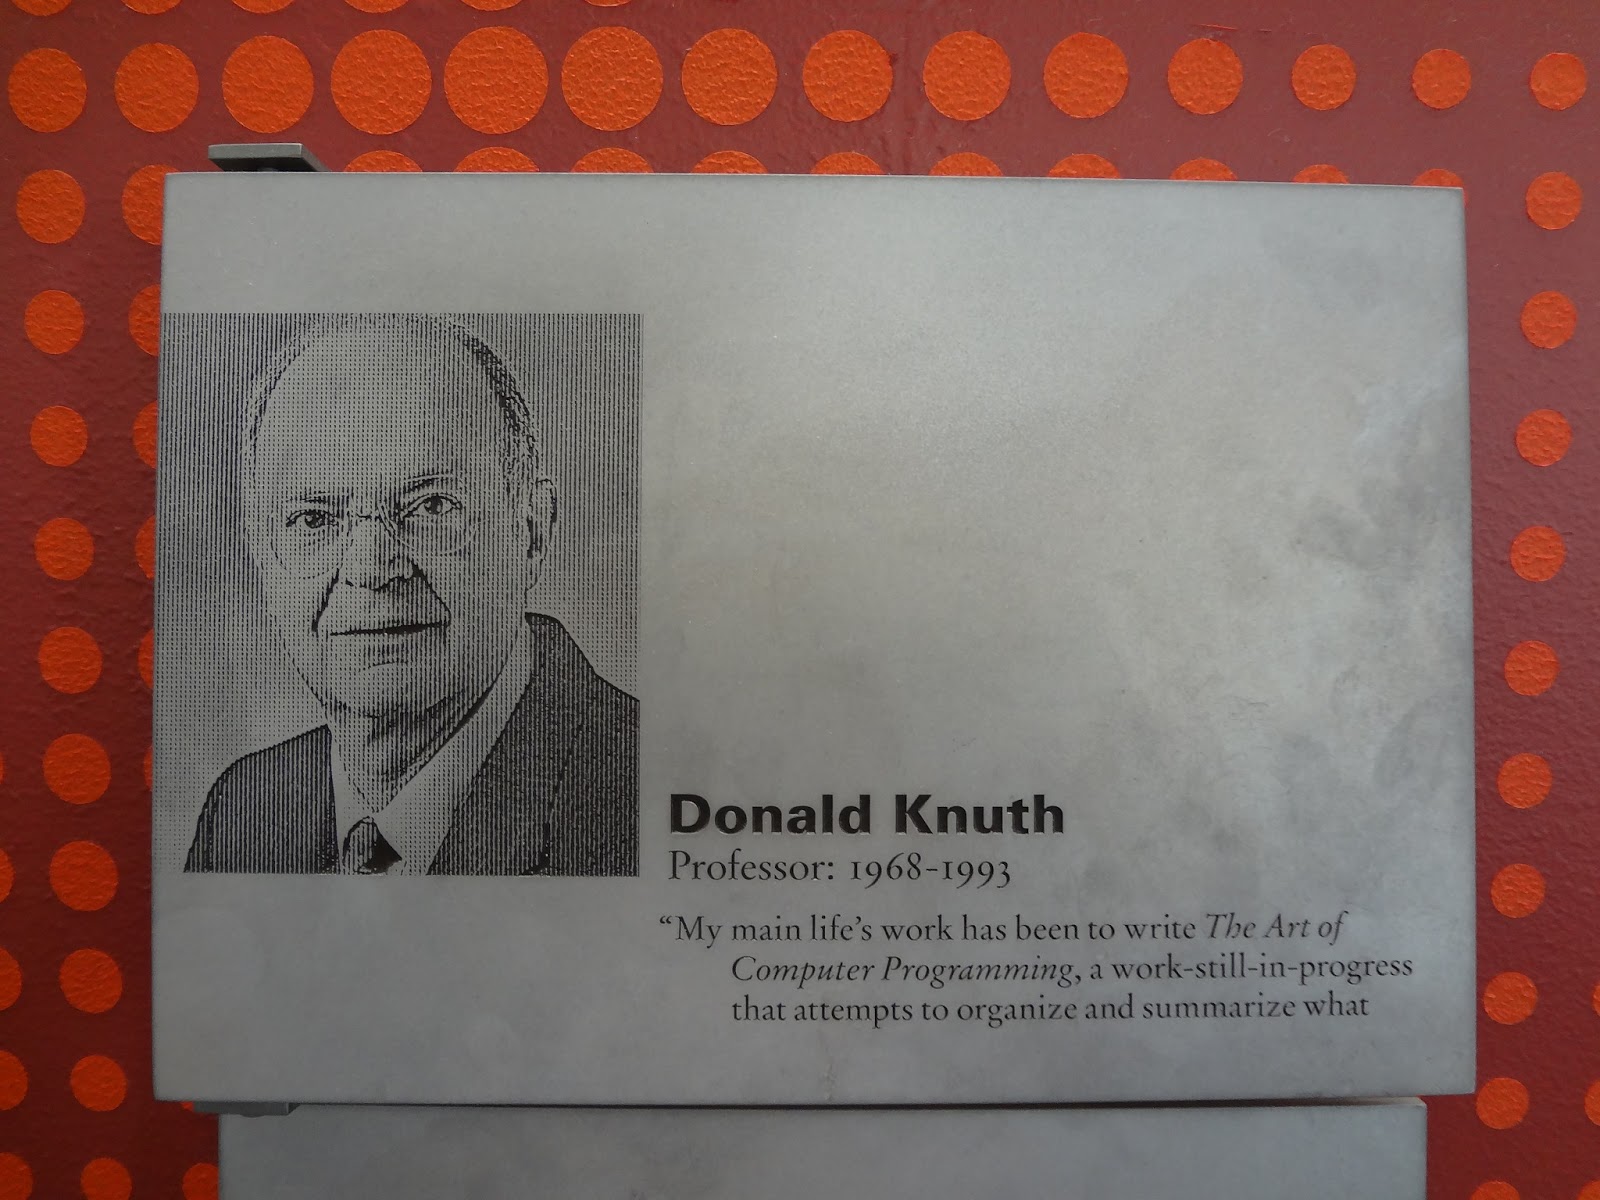 Donald Knuth
Professor: 1968-1993
“My main life’s work has been to write The Art of
Computer Programming, a work-still-in-progress
that attempts to organize and summarize what